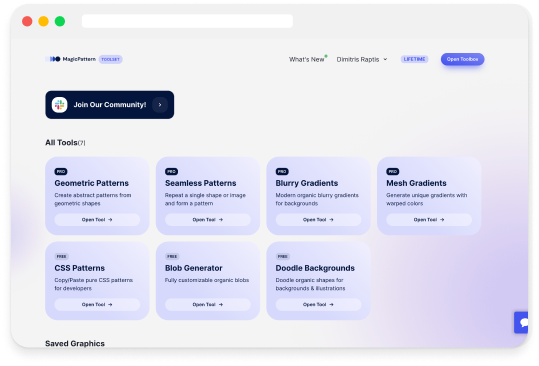 MagicPattern TOOLSET
What's New Dimitris Raptis LIFETIME Open Toolbox
Join Our Community!
All Tools(7)
PRO
Geometric Patterns
Create abstract patterns from
geometric shapes
Open Tool →
PRO
Seamless Patterns
Repeat a single shape or image
and form a pattern
Open Tool →
PRO
Blurry Gradients
Modern organic blurry gradients
for backgrounds
Open Tool →
PRO
Mesh Gradients
Generate unique gradients with
warped colors
Open Tool →
FREE
CSS Patterns
Copy/Paste pure CSS patterns
for developers
Open Tool →
FREE
Blob Generator
Fully customizable organic blobs
Open Tool →
FREE
Doodle Backgrounds
Doodle organic shapes for
backgrounds & illustrations
Open Tool →
Saved Graphics